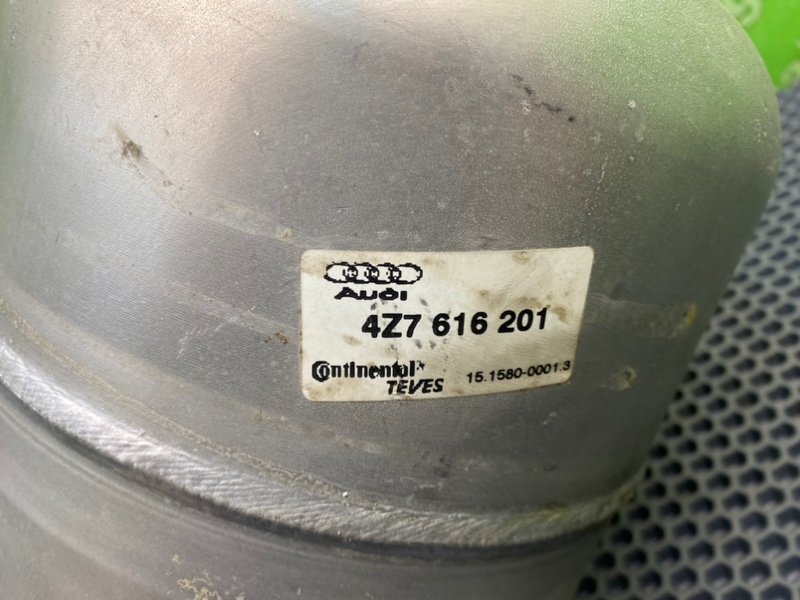 Audi
4Z7 616 201
Continental
TEVES
15.1580-0001.3